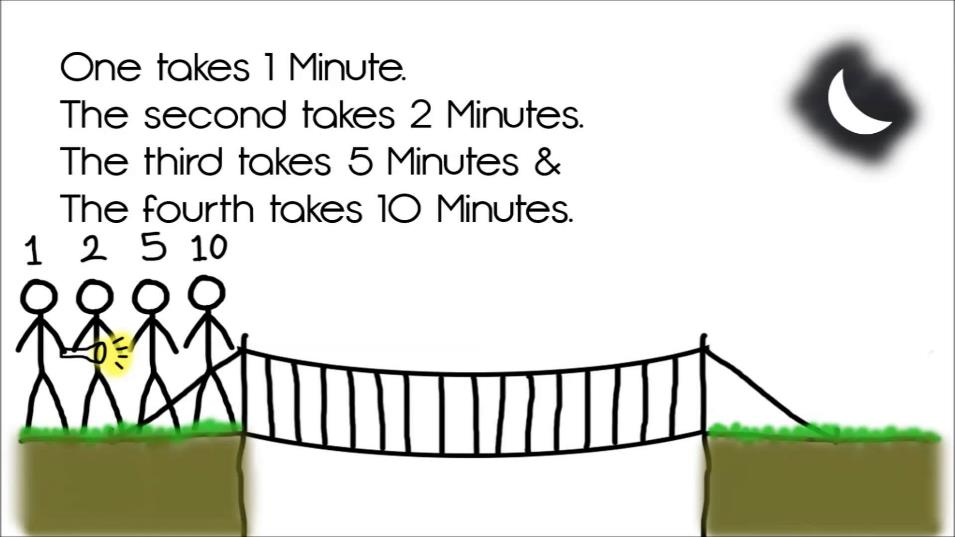 One takes 1 Minute.
The second takes 2 Minutes.
The third takes 5 Minutes &
The fourth takes 10 Minutes.
1 2 5 10